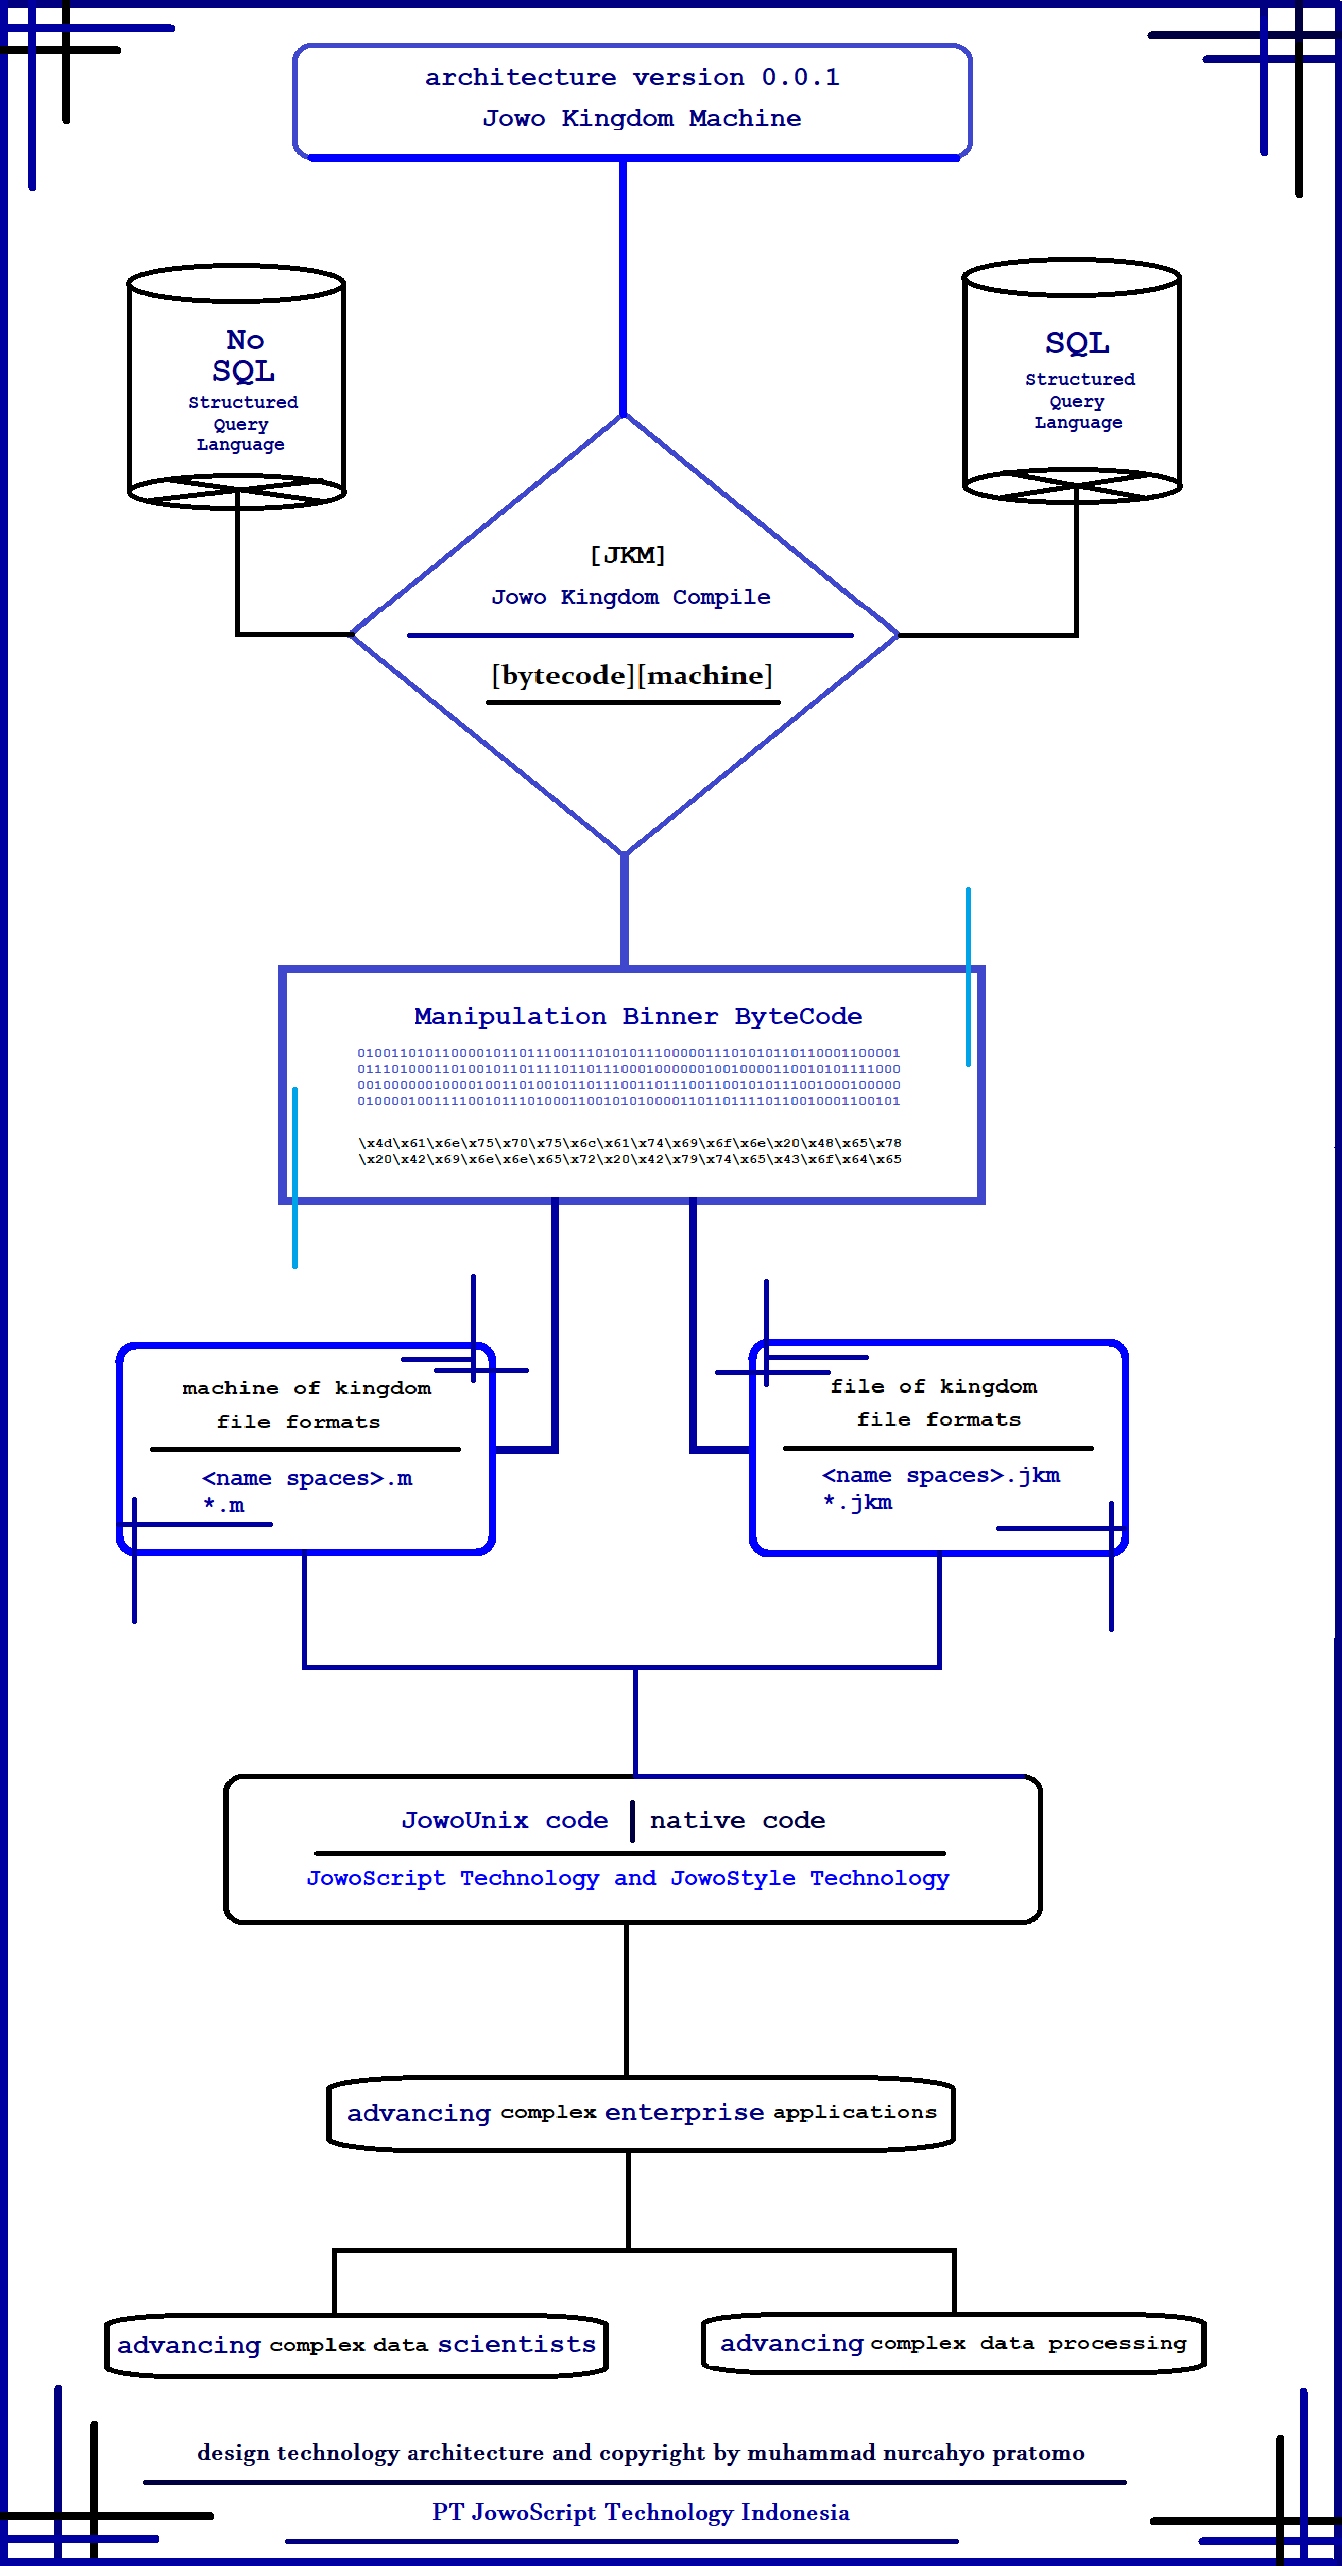 architecture version 0.0.1
Jowo Kingdom Machine
No
SQL
Structured
Query
Language
SQL
Structured
Query
Language
[JKM]
Jowo Kingdom Compile
[bytecode][machine]
Manipulation Binner ByteCode
0100110101100001011011100111010101110000011101010110110001100001
0111010001101001011011110110111000100000010010000110010101111000
0010000001000010011010010110111001101110011001010111001000100000
0100001001111001011101000110010101000011011011110110010001100101
\x4d\x61\x6e\x75\x70\x75\x6c\x61\x74\x69\x6f\x6e\x20\x48\x65\x78
\x20\x42\x69\x6e\x6e\x65\x72\x20\x42\x79\x74\x65\x43\x6f\x64\x65
machine of kingdom
file formats
<name spaces>.m
*.m
file of kingdom
file formats
<name spaces>.jkm
*.jkm
JowoUnix code | native code
JowoScript Technology and JowoStyle Technology
advancing complex enterprise applications
advancing complex data scientists
advancing complex data processing
design technology architecture and copyright by muhammad nurcahyo pratomo
PT JowoScript Technology Indonesia